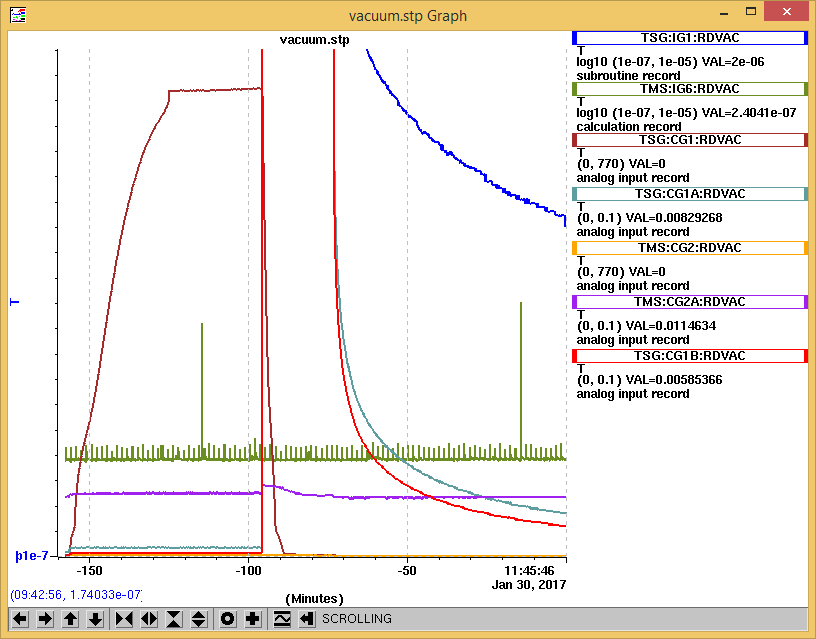 vacuum.stp Graph
vacuum.stp
TSG:IG1:RDVAC
T
log10 (1e-07, 1e-05) VAL=2e-06
subroutine record
TMS:IG6:RDVAC
T
log10 (1e-07, 1e-05) VAL=2.4041e-07
calculation record
TSG:CG1:RDVAC
T
(0, 770) VAL=0
analog input record
TSG:CG1A:RDVAC
T
(0, 0.1) VAL=0.00829268
analog input record
TMS:CG2:RDVAC
T
(0, 770) VAL=0
analog input record
TMS:CG2A:RDVAC
T
(0, 0.1) VAL=0.0114634
analog input record
TSG:CG1B:RDVAC
T
(0, 0.1) VAL=0.00585366
analog input record
T
1e-7
-150 -100 -50 11:45:46
Jan 30, 2017
(09:42:56, 1.74033e-07)
(Minutes)
SCROLLING